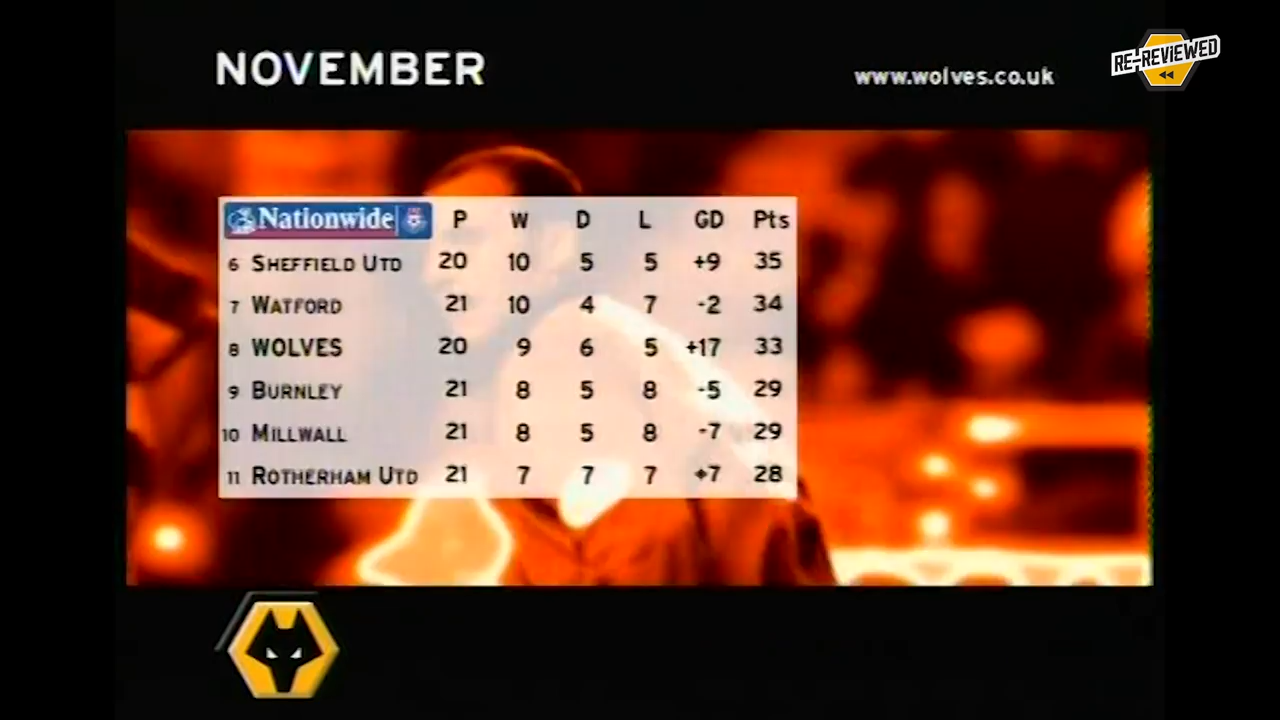 NOVEMBER
www.wolves.co.uk
RE-REVIEWED
Nationwide P W D L GD Pts
6 SHEFFIELD UTD 20 10 5 5 +9 35
7 WATFORD 21 10 4 7 -2 34
8 WOLVES 20 9 6 5 +17 33
9 BURNLEY 21 8 5 8 -5 29
10 MILLWALL 21 8 5 8 -7 29
11 ROTHERHAM UTD 21 7 7 7 +7 28